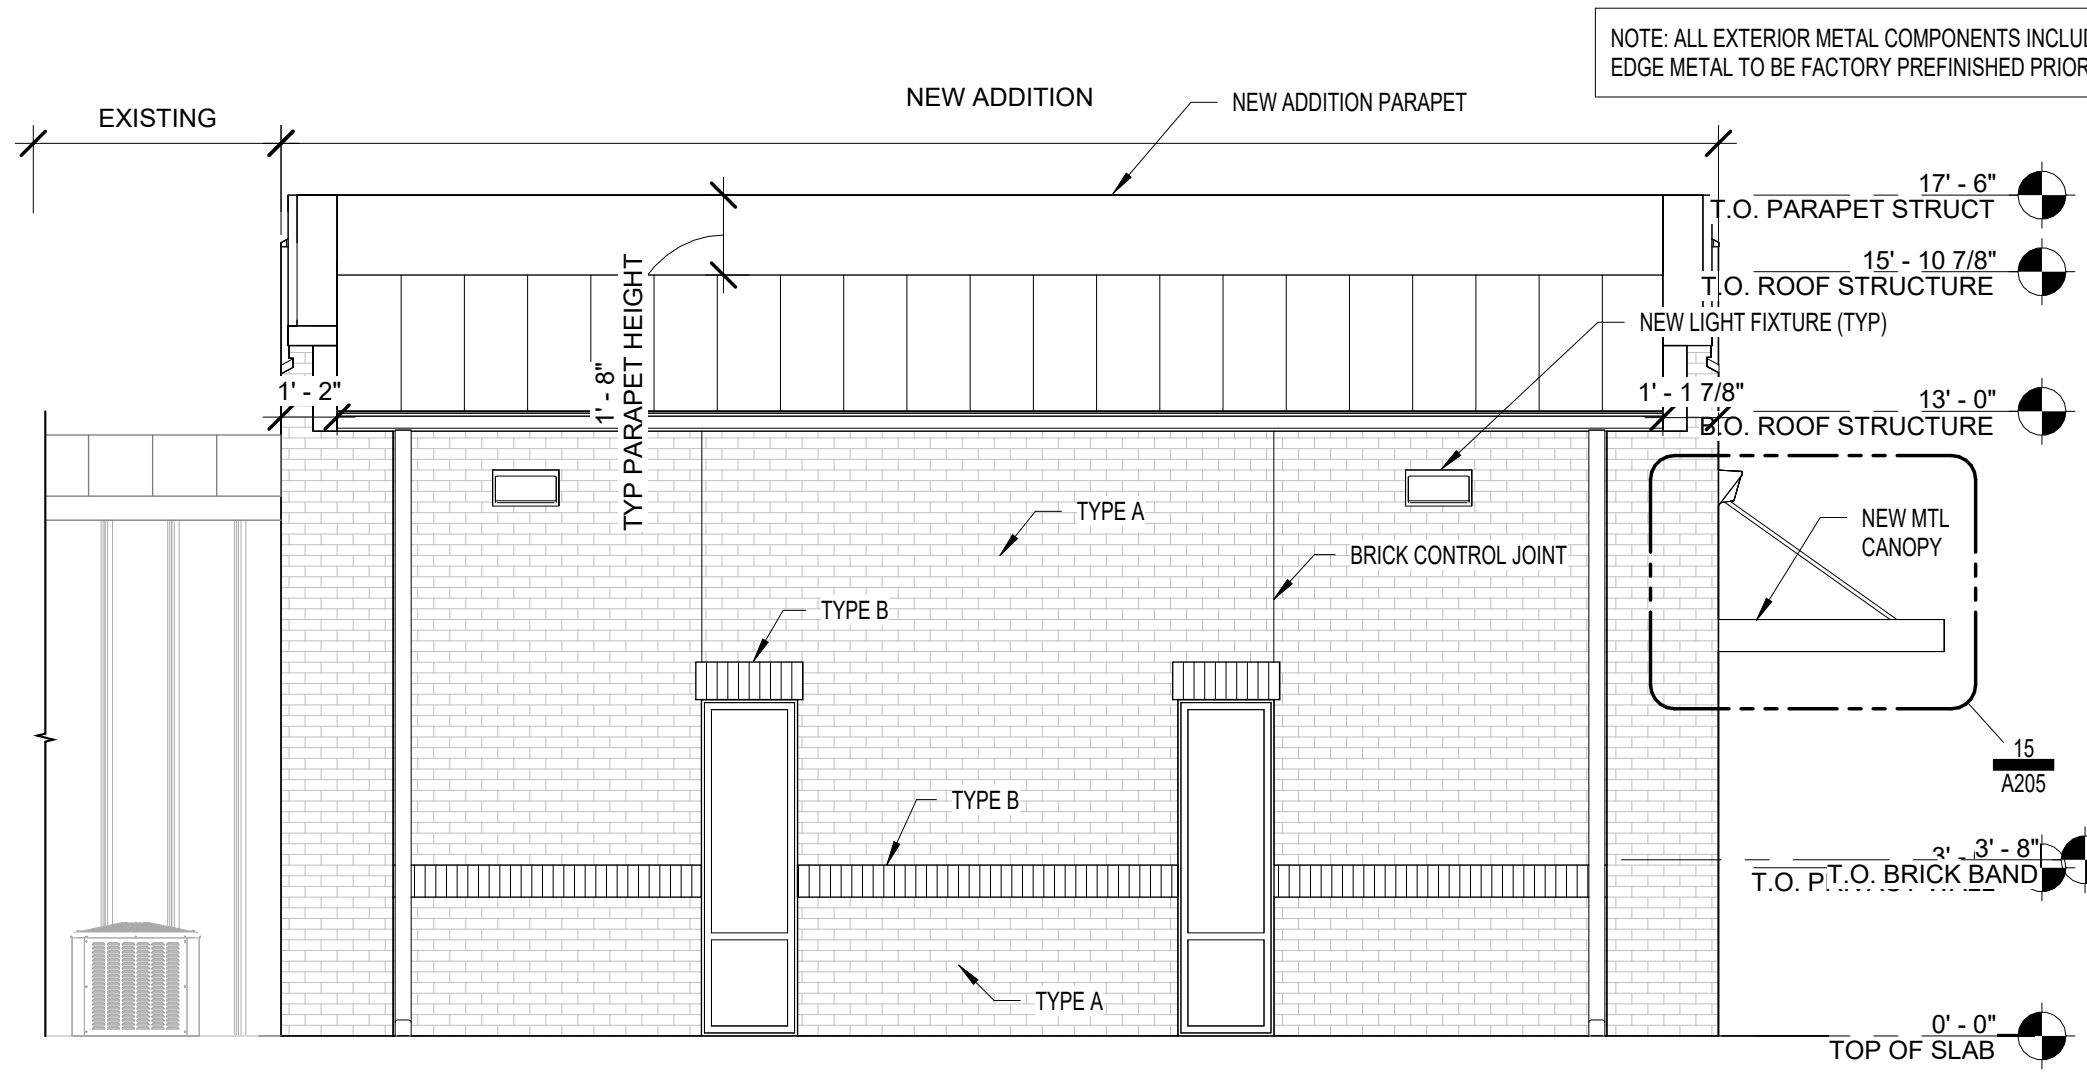 NOTE: ALL EXTERIOR METAL COMPONENTS INCLUD
EDGE METAL TO BE FACTORY PREFINISHED PRIOR
EXISTING
NEW ADDITION
NEW ADDITION PARAPET
17' - 6"
T.O. PARAPET STRUCT
15' - 10 7/8"
T.O. ROOF STRUCTURE
NEW LIGHT FIXTURE (TYP)
1' - 8"
TYP PARAPET HEIGHT
1' - 2"
1' - 1 7/8"
13' - 0"
B.O. ROOF STRUCTURE
TYPE A
NEW MTL
CANOPY
BRICK CONTROL JOINT
TYPE B
15
A205
TYPE B
3' - 8"
T.O. BRICK BAND
3' -
T.O.
TYPE A
0' - 0"
TOP OF SLAB